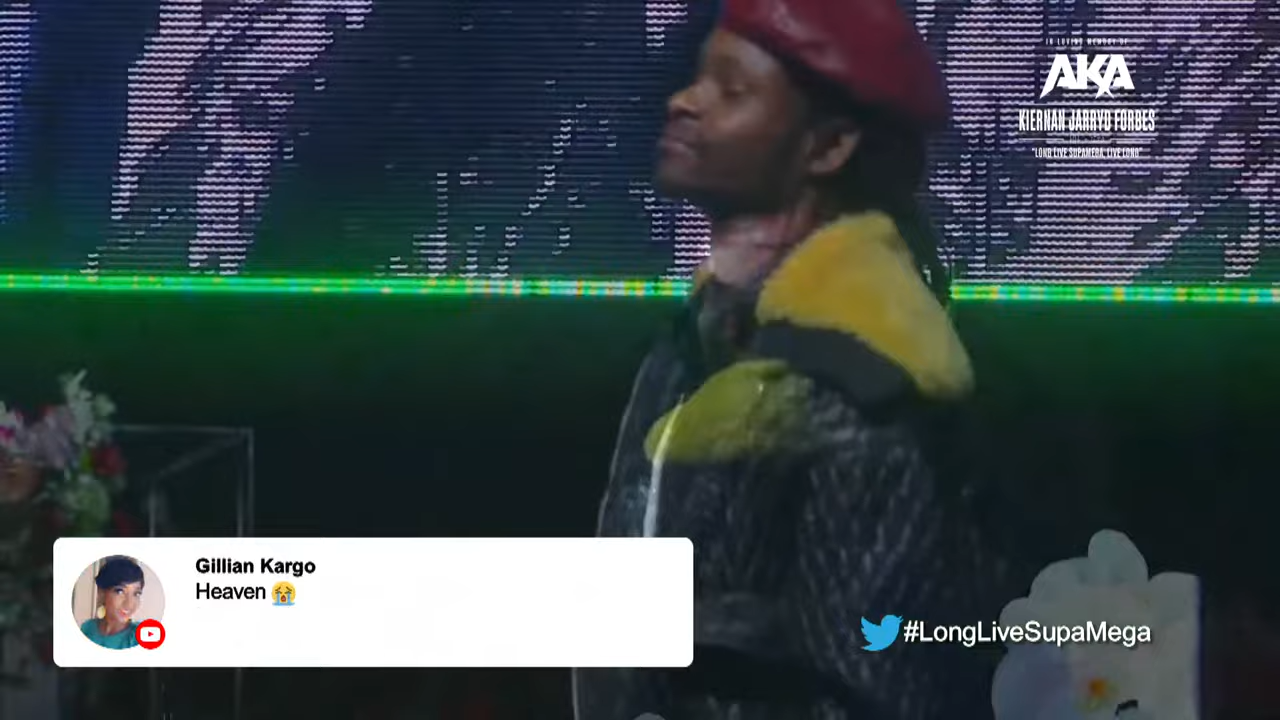 IN LOVING MEMORY OF
AKA
KIERNAN JARRYD FORBES
"LONG LIVE SUPAMEGA, LIVE LONG"
Gillian Kargo
Heaven 😭
#LongLiveSupaMega